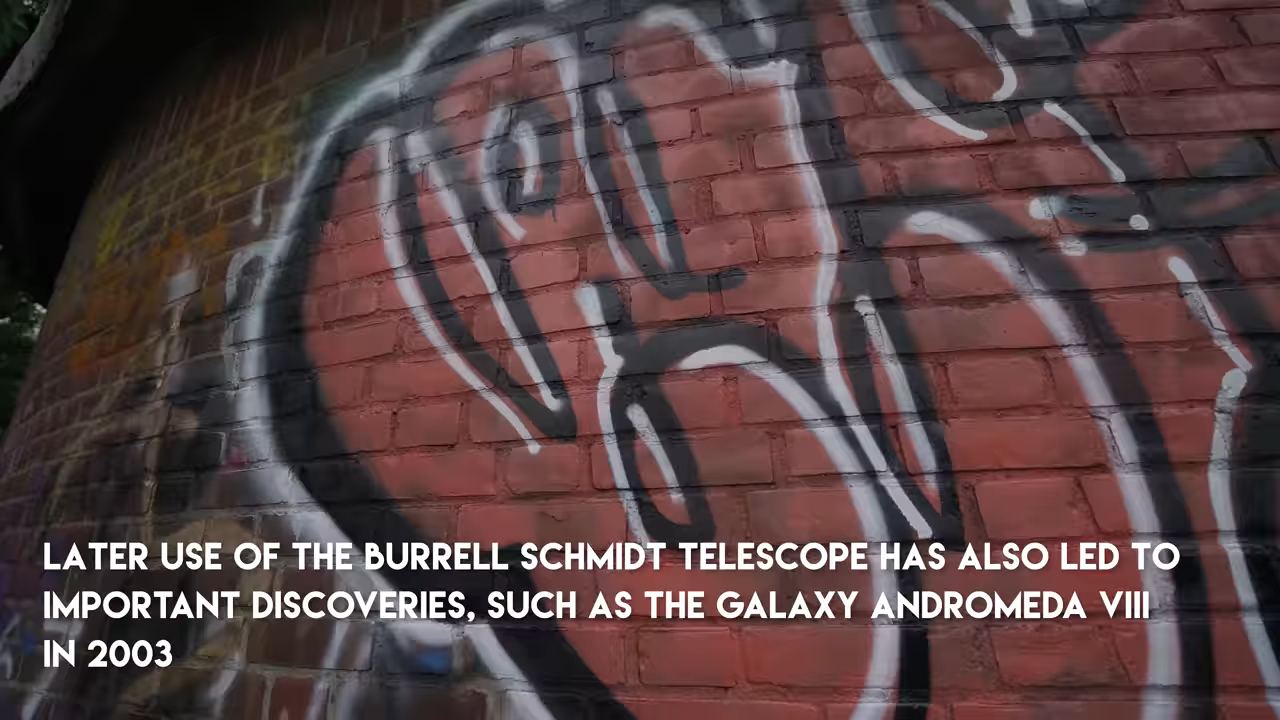 LATER USE OF THE BURRELL SCHMIDT TELESCOPE HAS ALSO LED TO
IMPORTANT DISCOVERIES, SUCH AS THE GALAXY ANDROMEDA VIII
IN 2003